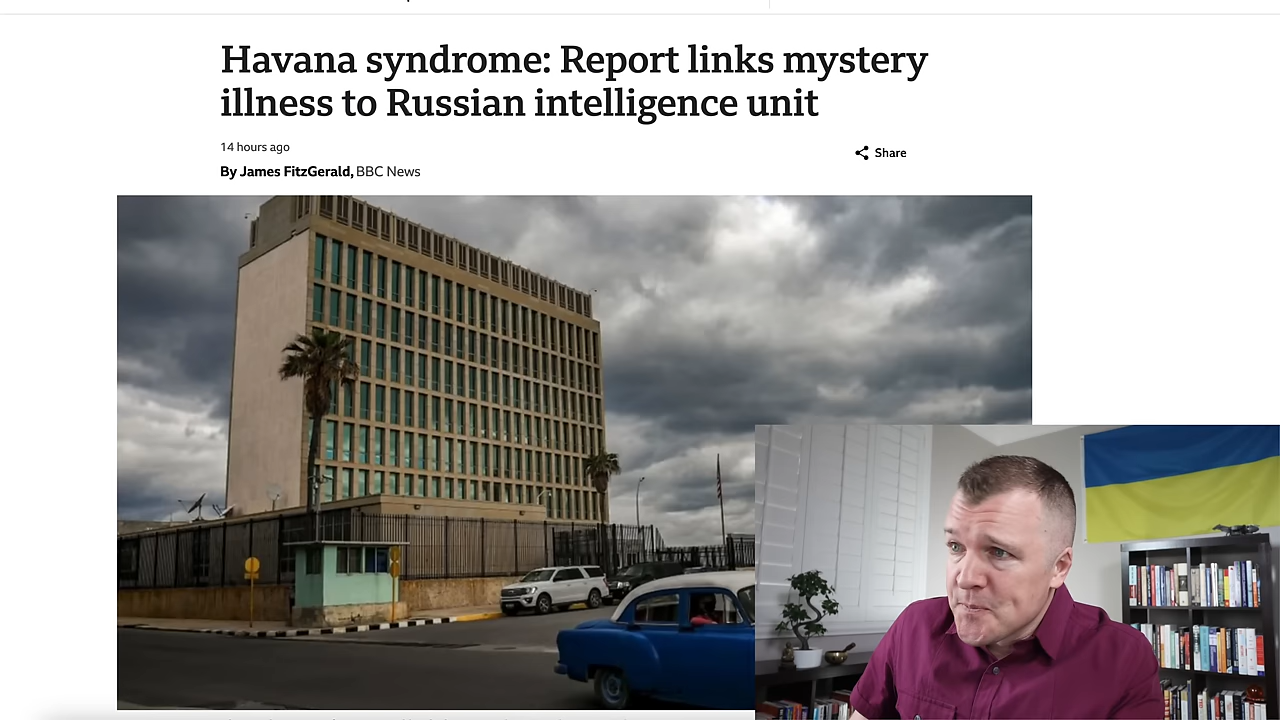 Havana syndrome: Report links mystery
illness to Russian intelligence unit
14 hours ago
Share
By James FitzGerald, BBC News